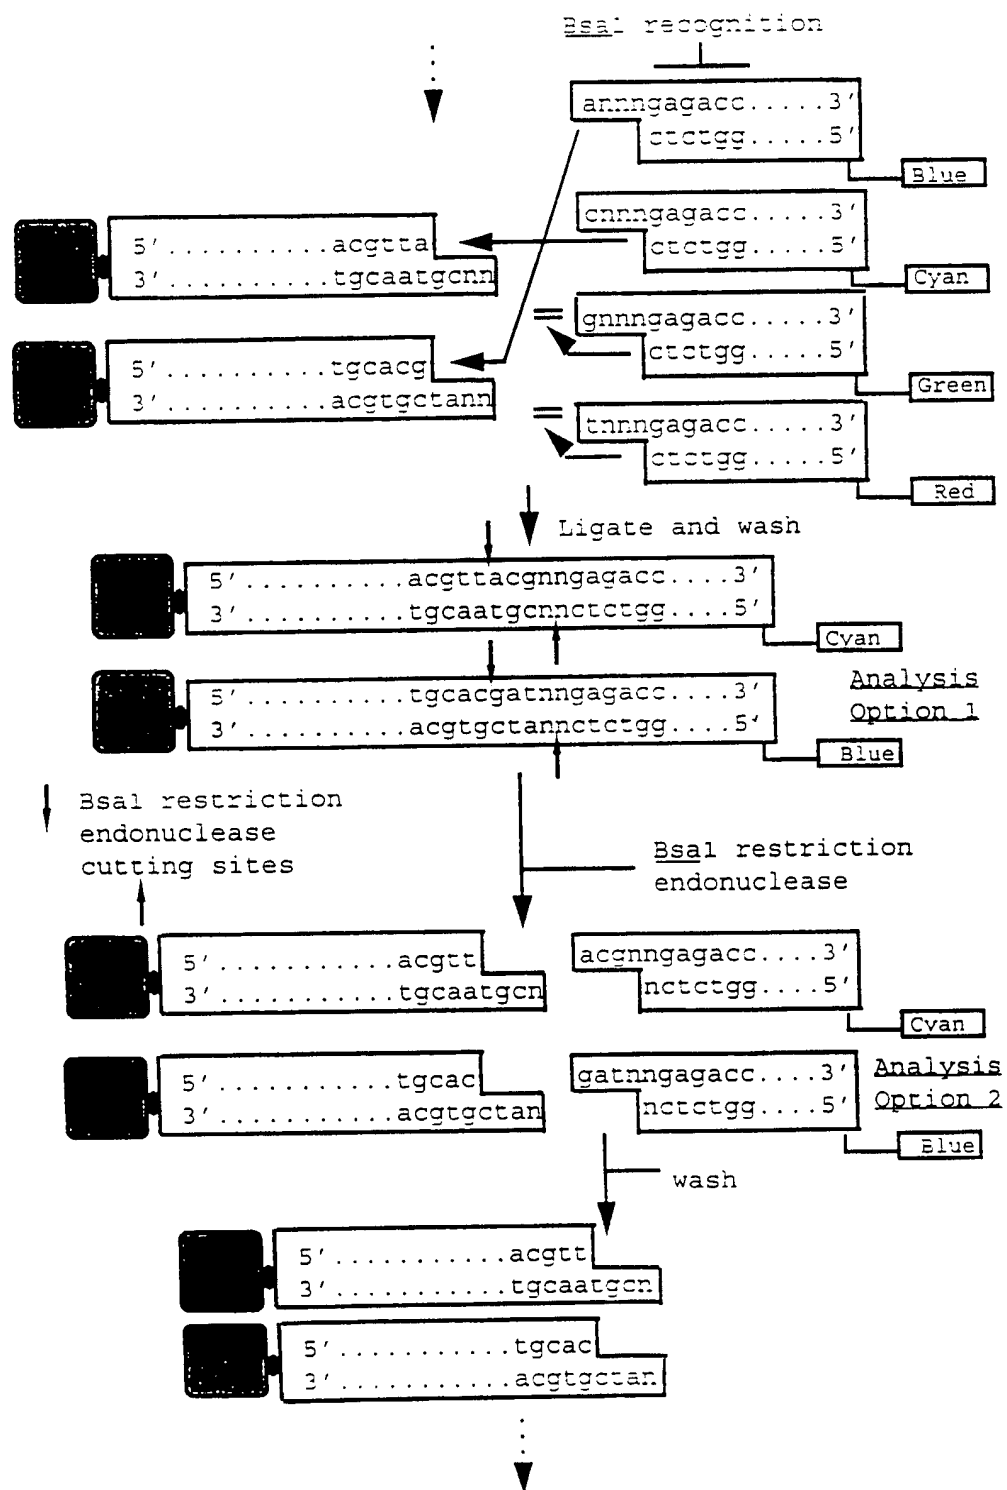 Bsa1 recognition
annngagacc.....3'
ctctgg.....5'
Blue
cnnngagacc.....3'
ctctgg.....5'
Cyan
5'..........acgtta
3'..........tgcaatgcnn
gnnngagacc.....3'
ctctgg.....5'
Green
5'..........tgcacg
3'..........acgtgctann
tnnngagacc.....3'
ctctgg.....5'
Red
Ligate and wash
5'..........acgttacgnngagacc....3'
3'..........tgcaatgcnnctctgg....5'
Cyan
5'..........tgcacgatnngagacc....3'
3'..........acgtgctannctctgg....5'
Blue
Analysis
Option 1
Bsa1 restriction
endonuclease
cutting sites
Bsa1 restriction
endonuclease
5'...........acgtt
3'...........tgcaatgcn
acgnngagacc....3'
nctctgg....5'
Cyan
5'...........tgcac
3'...........acgtgctan
gatnngagacc....3'
nctctgg....5'
Blue
Analysis
Option 2
wash
5'...........acgtt
3'...........tgcaatgcn
5'...........tgcac
3'...........acgtgctan